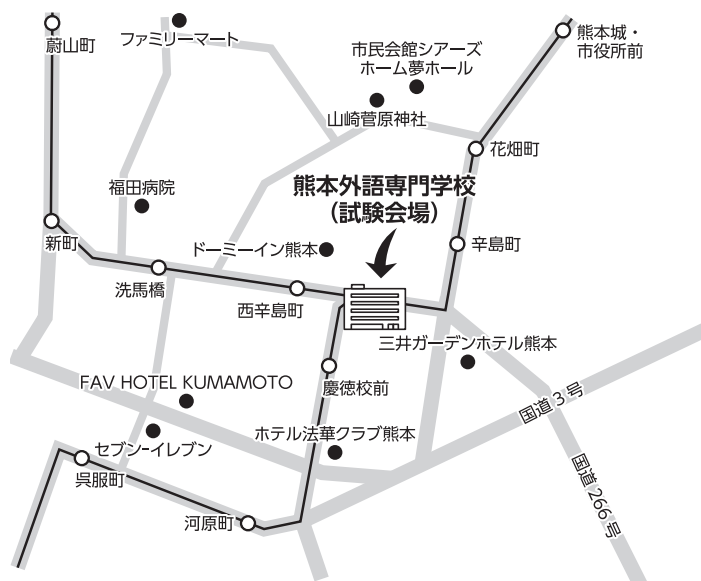 蔚山町
ファミリーマート
市民会館シアーズ
ホーム夢ホール
熊本城・
市役所前
山崎菅原神社
花畑町
福田病院
熊本外語専門学校
（試験会場）
新町
ドーミーイン熊本
辛島町
洗馬橋
西辛島町
三井ガーデンホテル熊本
FAV HOTEL KUMAMOTO
慶徳校前
国道3号
セブン-イレブン
ホテル法華クラブ熊本
呉服町
国道266号
河原町